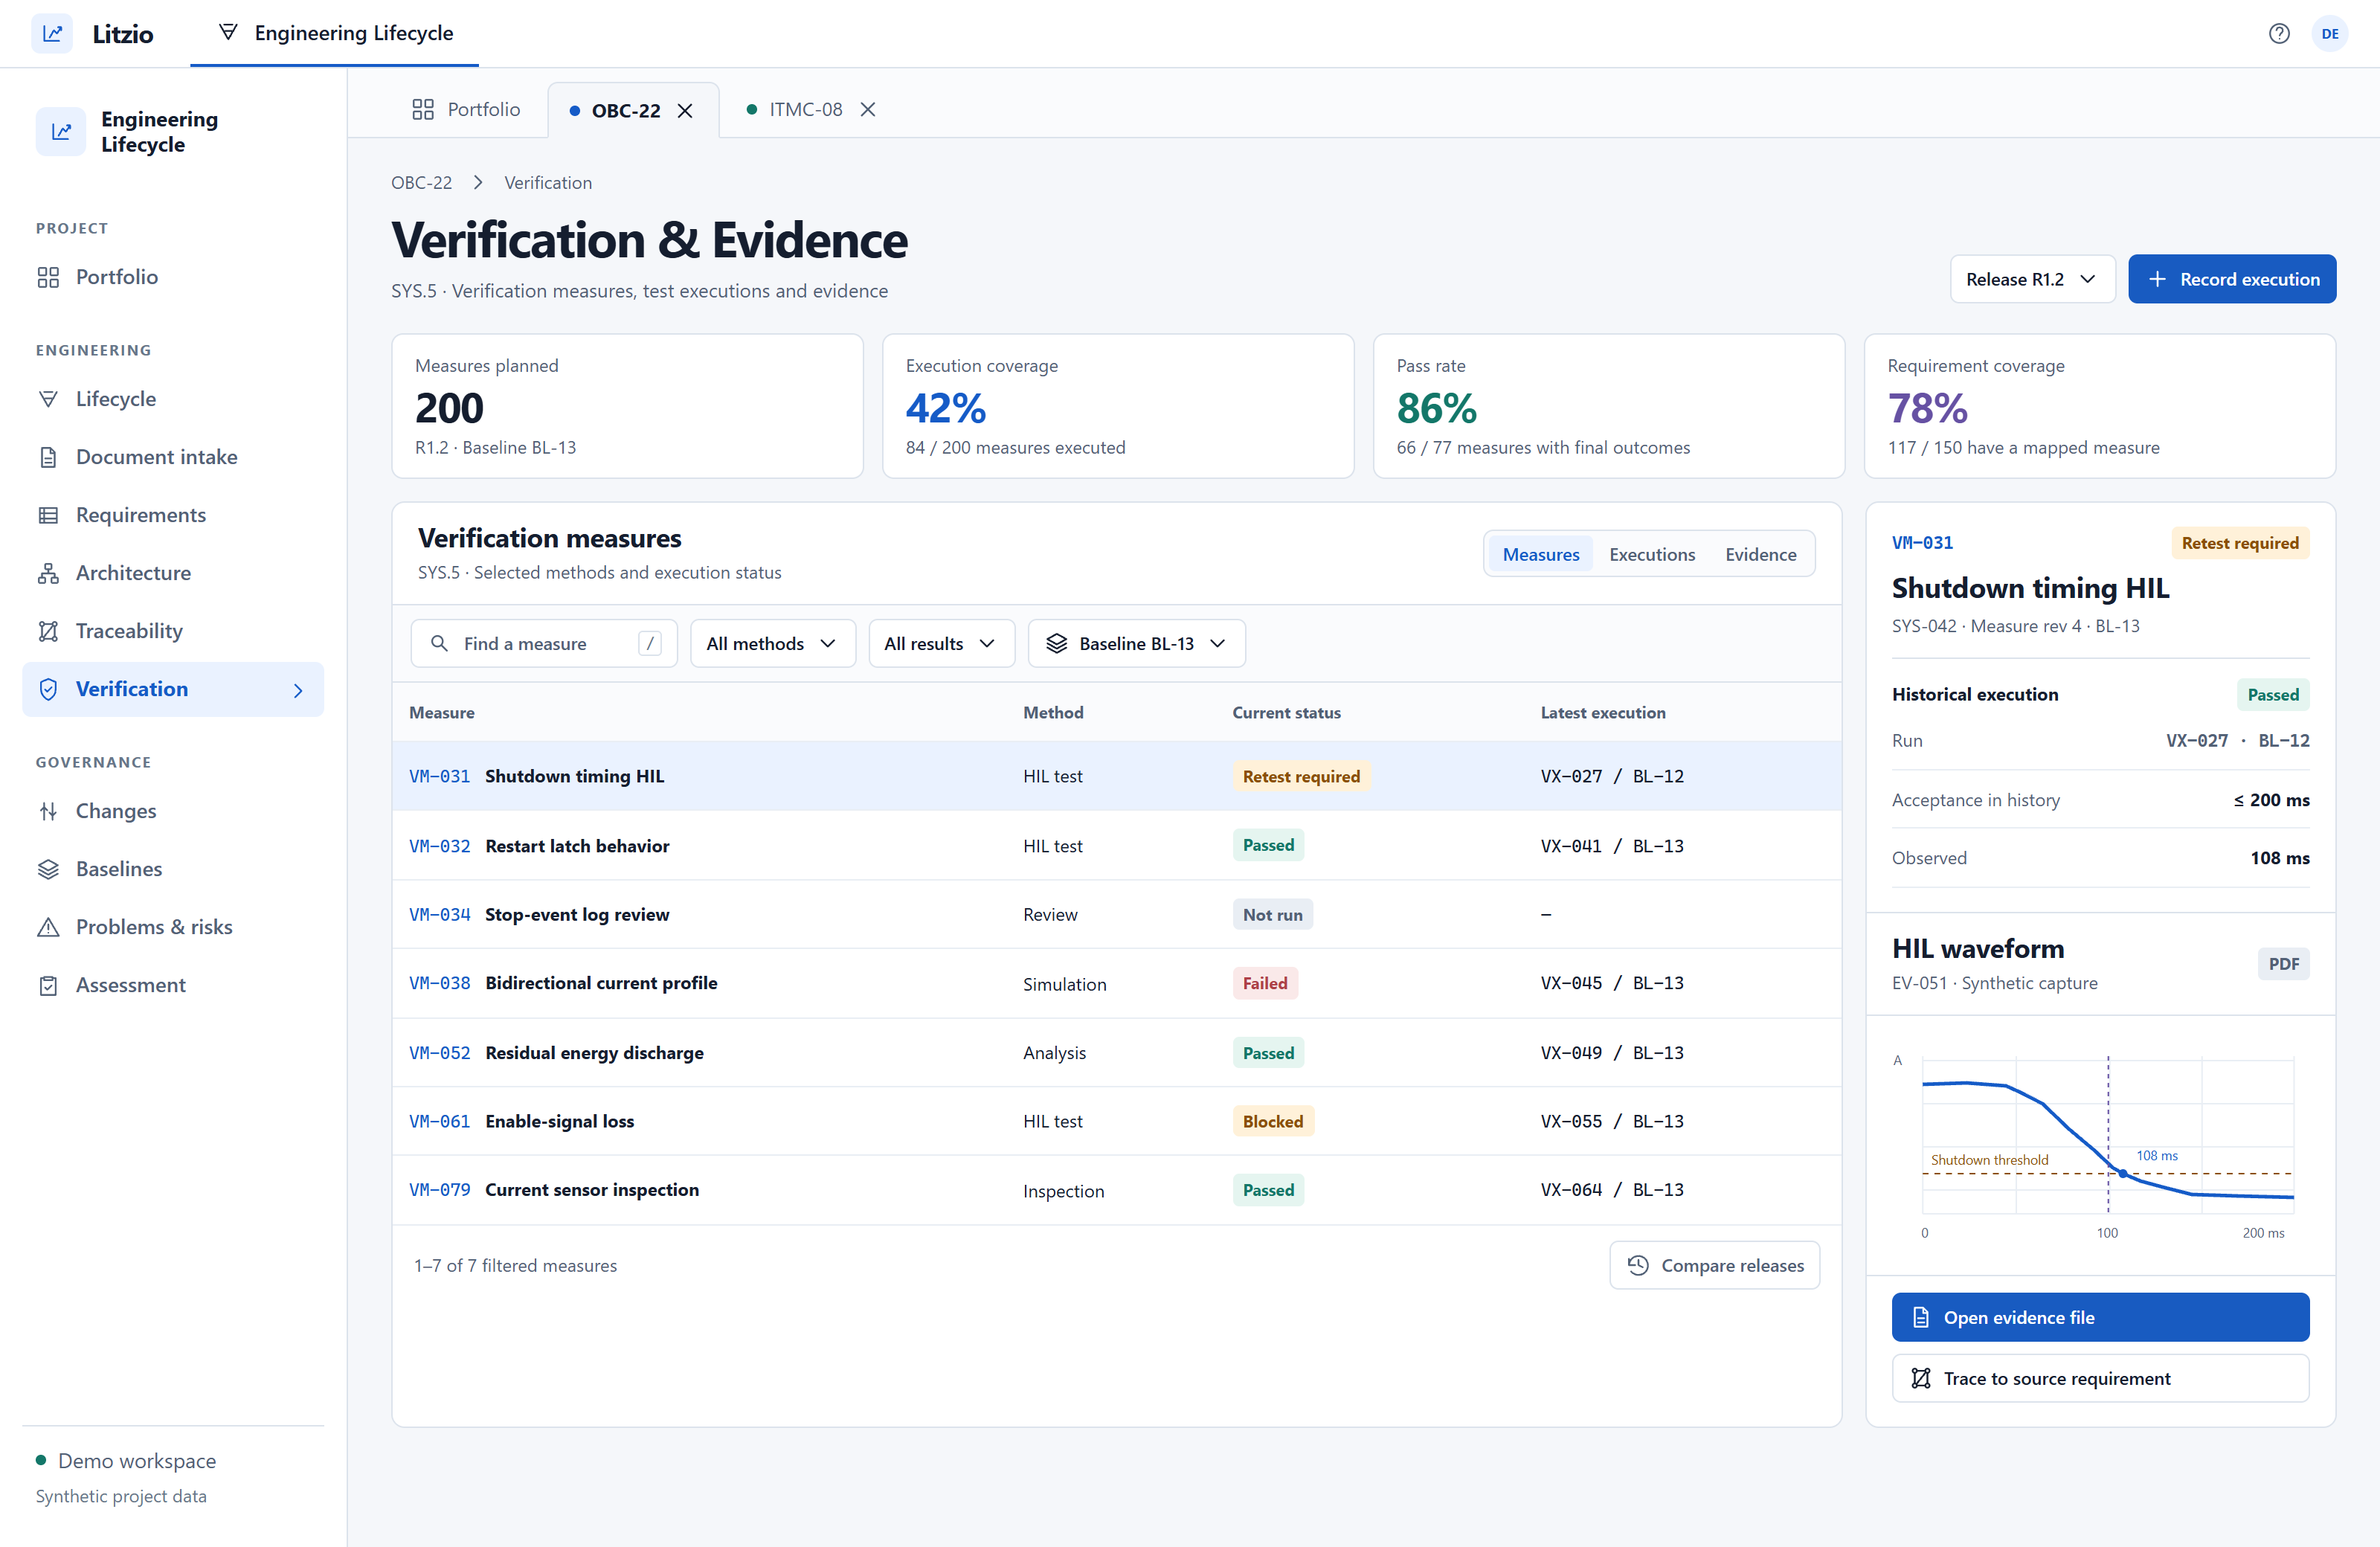 Litzio
Engineering Lifecycle
DE
Engineering
Lifecycle
PROJECT
Portfolio
ENGINEERING
Lifecycle
Document intake
Requirements
Architecture
Traceability
Verification
GOVERNANCE
Changes
Baselines
Problems & risks
Assessment
Demo workspace
Synthetic project data
Portfolio
OBC-22
ITMC-08
OBC-22 > Verification
Verification & Evidence
SYS.5 · Verification measures, test executions and evidence
Release R1.2
Record execution
Measures planned
200
R1.2 · Baseline BL-13
Execution coverage
42%
84 / 200 measures executed
Pass rate
86%
66 / 77 measures with final outcomes
Requirement coverage
78%
117 / 150 have a mapped measure
Verification measures
SYS.5 · Selected methods and execution status
Measures Executions Evidence
Find a measure /
All methods
All results
Baseline BL-13
Measure Method Current status Latest execution
VM-031 Shutdown timing HIL HIL test Retest required VX-027 / BL-12
VM-032 Restart latch behavior HIL test Passed VX-041 / BL-13
VM-034 Stop-event log review Review Not run –
VM-038 Bidirectional current profile Simulation Failed VX-045 / BL-13
VM-052 Residual energy discharge Analysis Passed VX-049 / BL-13
VM-061 Enable-signal loss HIL test Blocked VX-055 / BL-13
VM-079 Current sensor inspection Inspection Passed VX-064 / BL-13
1–7 of 7 filtered measures
Compare releases
VM-031 Retest required
Shutdown timing HIL
SYS-042 · Measure rev 4 · BL-13
Historical execution Passed
Run VX-027 · BL-12
Acceptance in history ≤ 200 ms
Observed 108 ms
HIL waveform
EV-051 · Synthetic capture
PDF
A
Shutdown threshold
108 ms
0 100 200 ms
Open evidence file
Trace to source requirement